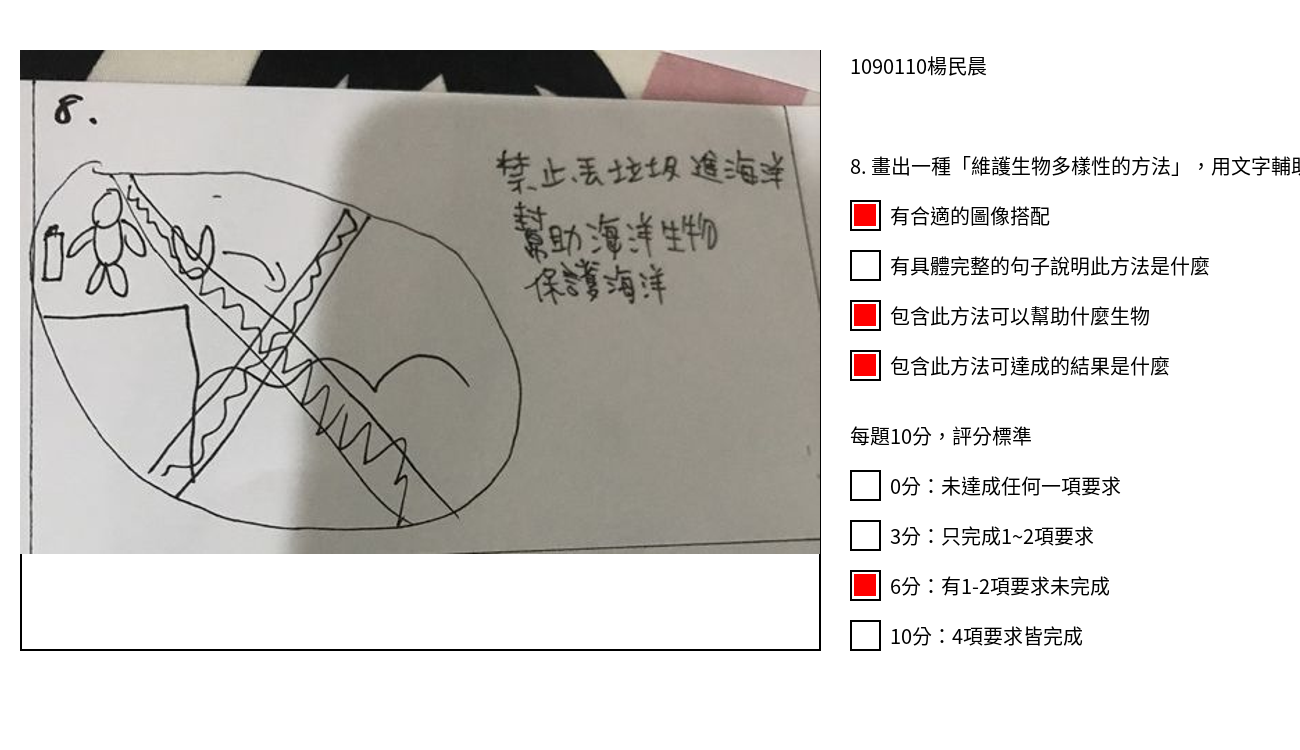 8.
禁止丟垃圾進海洋
幫助海洋生物
保護海洋
1090110楊民晨
8. 畫出一種「維護生物多樣性的方法」，用文字輔
有合適的圖像搭配
有具體完整的句子說明此方法是什麼
包含此方法可以幫助什麼生物
包含此方法可達成的結果是什麼
每題10分，評分標準
0分：未達成任何一項要求
3分：只完成1~2項要求
6分：有1-2項要求未完成
10分：4項要求皆完成